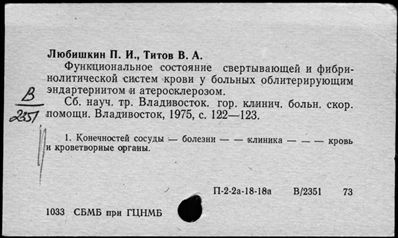 Любишкин П. И., Титов В. А.
Функциональное состояние свертывающей и фибри-
нолитической систем крови у больных облитерирующим
эндартериитом и атеросклерозом.
В
2351
Сб. науч. тр. Владивосток. гор. клинич. больн. скор.
помощи. Владивосток, 1975, с. 122—123.
1. Конечностей сосуды — болезни — — клиника — — — кровь
и кроветворные органы.
П-2-2а-18-18а В/2351 73
1033 СБМБ при ГЦНМБ